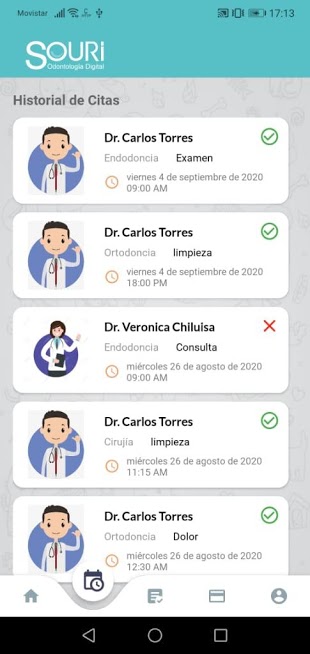 Movistar 17:13
SOURI
Odontología Digital
Historial de Citas
Dr. Carlos Torres
Endodoncia Examen
viernes 4 de septiembre de 2020
09:00 AM
Dr. Carlos Torres
Ortodoncia limpieza
viernes 4 de septiembre de 2020
18:00 PM
Dr. Veronica Chiluisa
Endodoncia Consulta
miércoles 26 de agosto de 2020
09:00 AM
Dr. Carlos Torres
Cirujía limpieza
miércoles 26 de agosto de 2020
11:15 AM
Dr. Carlos Torres
Ortodoncia Dolor
miércoles 26 de agosto de 2020
12:30 AM